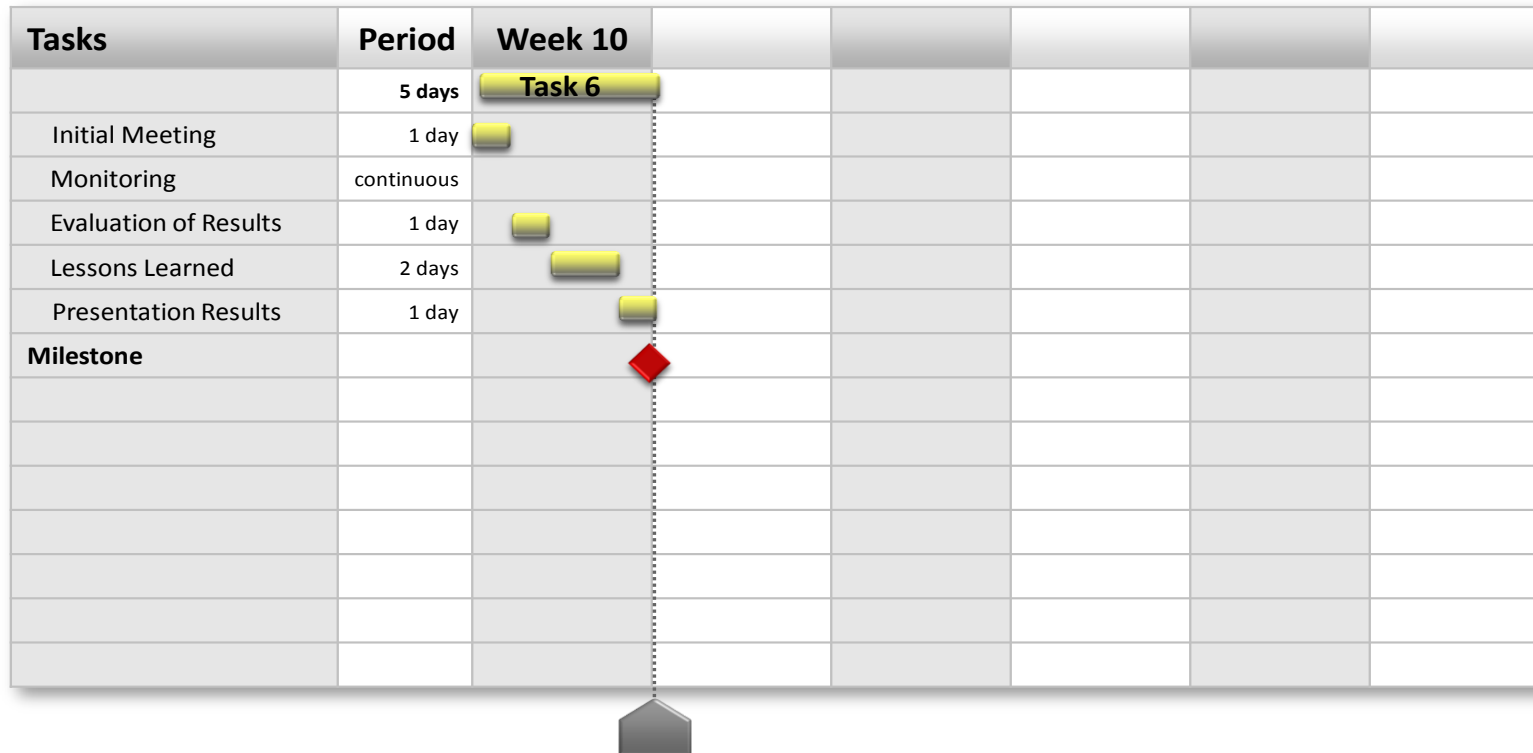 Tasks Period Week 10
5 days Task 6
Initial Meeting 1 day
Monitoring continuous
Evaluation of Results 1 day
Lessons Learned 2 days
Presentation Results 1 day
Milestone